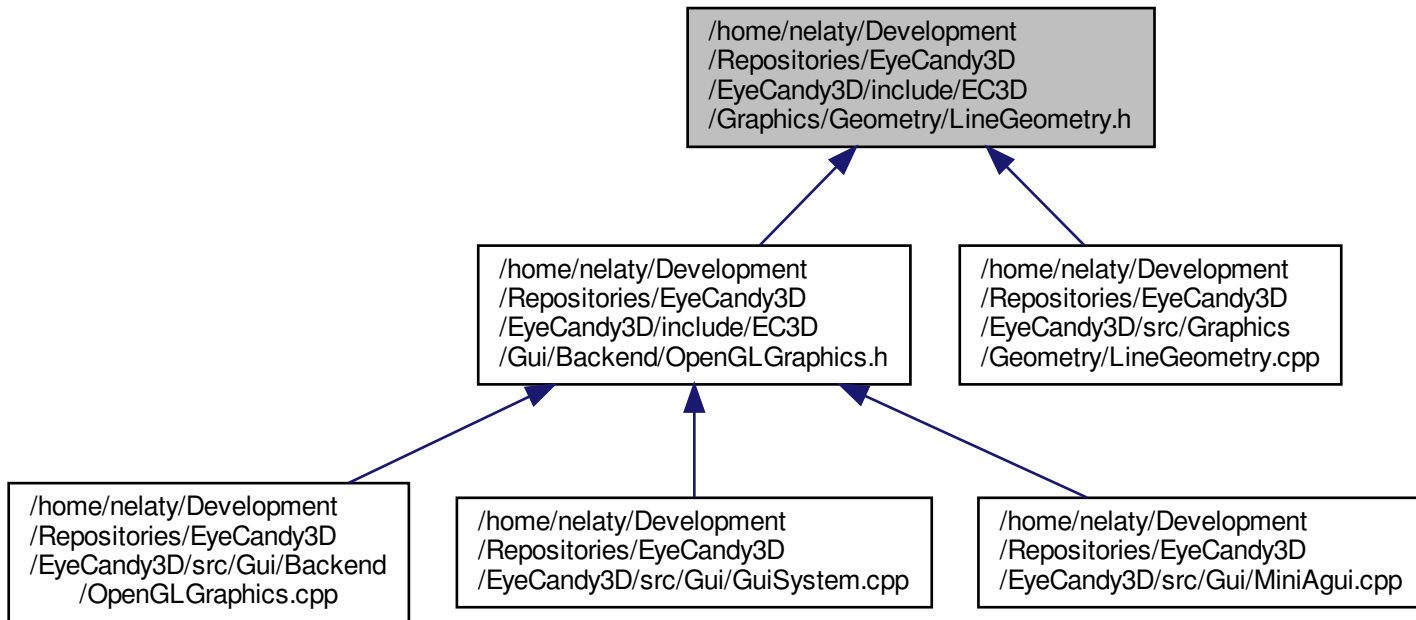 /home/nelaty/Development
/Repositories/EyeCandy3D
/EyeCandy3D/include/EC3D
/Graphics/Geometry/LineGeometry.h
/home/nelaty/Development
/Repositories/EyeCandy3D
/EyeCandy3D/include/EC3D
/Gui/Backend/OpenGLGraphics.h
/home/nelaty/Development
/Repositories/EyeCandy3D
/EyeCandy3D/src/Graphics
/Geometry/LineGeometry.cpp
/home/nelaty/Development
/Repositories/EyeCandy3D
/EyeCandy3D/src/Gui/Backend
/OpenGLGraphics.cpp
/home/nelaty/Development
/Repositories/EyeCandy3D
/EyeCandy3D/src/Gui/GuiSystem.cpp
/home/nelaty/Development
/Repositories/EyeCandy3D
/EyeCandy3D/src/Gui/MiniAgui.cpp